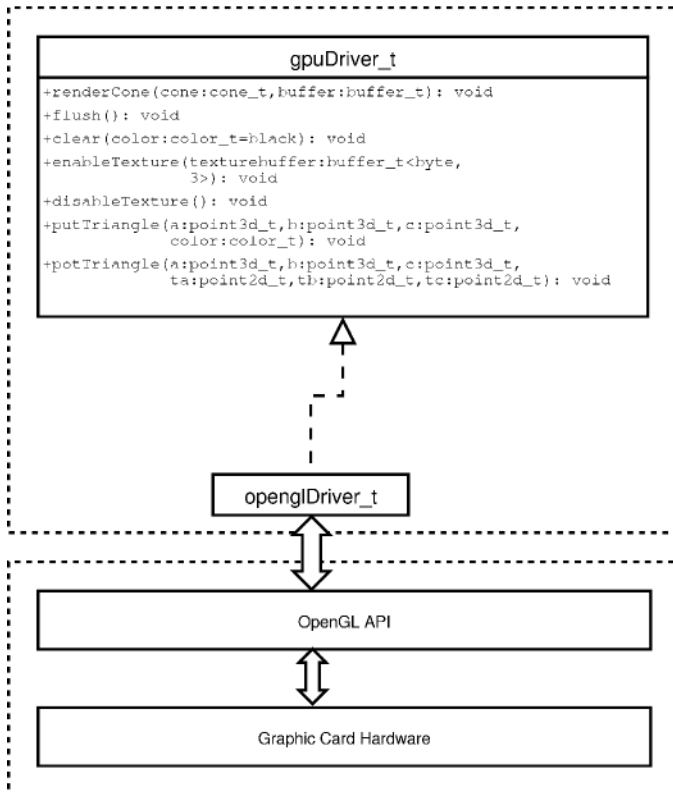 gpuDriver_t
+renderCone(cone:cone_t,buffer:buffer_t): void
+flush(): void
+clear(color:color_t=black): void
+enableTexture(texturebuffer:buffer_t<byte,
3>): void
+disableTexture(): void
+putTriangle(a:point3d_t,b:point3d_t,c:point3d_t,
color:color_t): void
+potTriangle(a:point3d_t,b:point3d_t,c:point3d_t,
ta:point2d_t,tb:point2d_t,tc:point2d_t): void
openglDriver_t
OpenGL API
Graphic Card Hardware